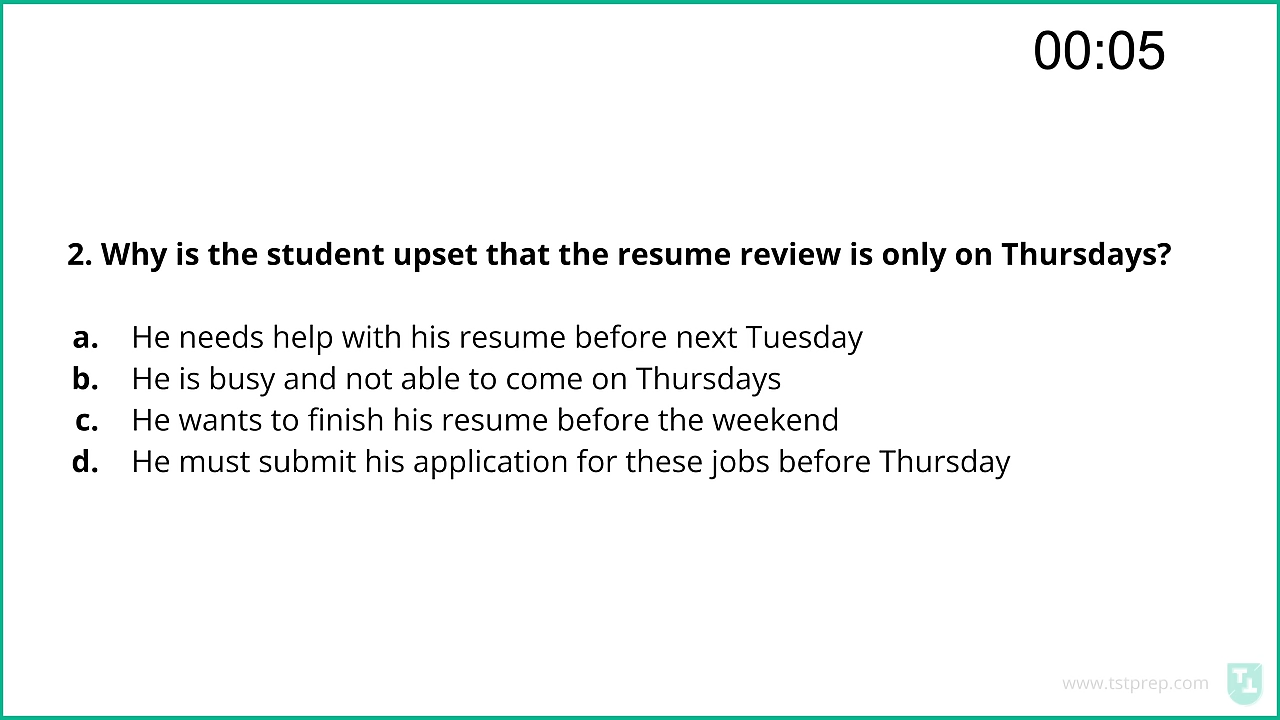 00:05
2. Why is the student upset that the resume review is only on Thursdays?
a. He needs help with his resume before next Tuesday
b. He is busy and not able to come on Thursdays
c. He wants to finish his resume before the weekend
d. He must submit his application for these jobs before Thursday
www.tstprep.com